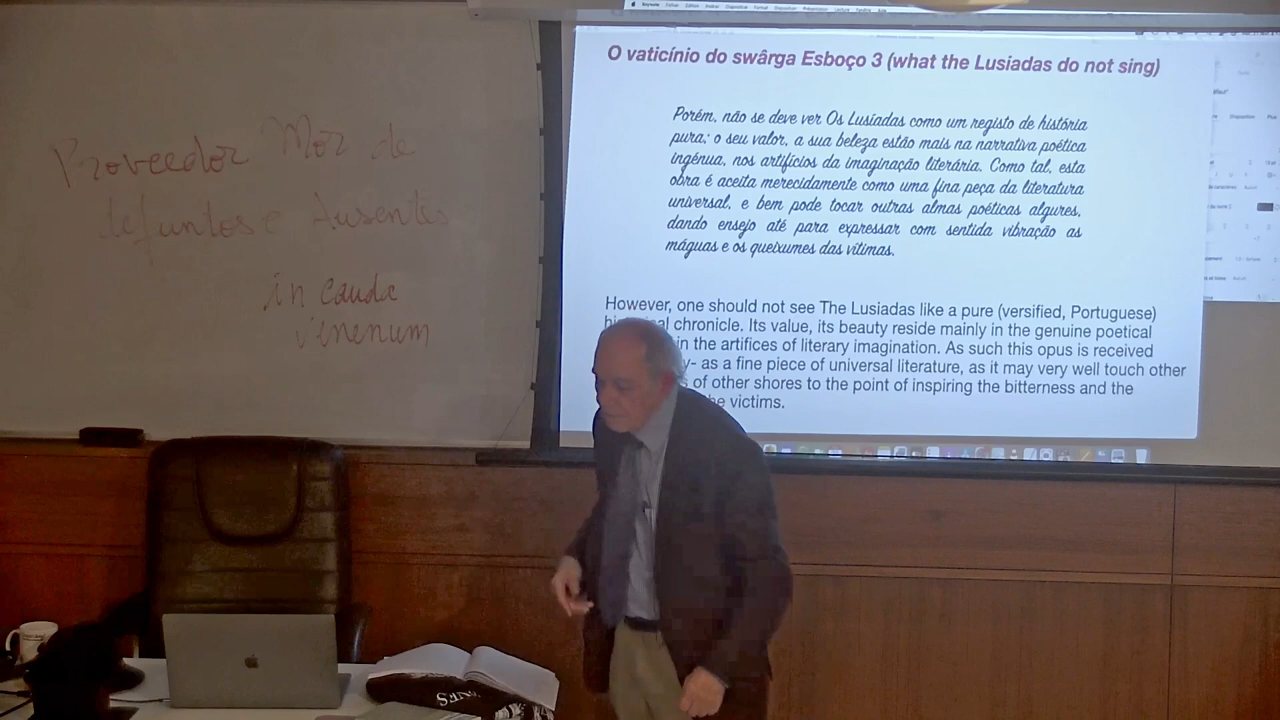 Proveedor Mor de
defuntos e Ausentes
in cauda
venenum
O vaticínio do swârga Esboço 3 (what the Lusiadas do not sing)
Porém, não se deve ver Os Lusíadas como um registo de história
pura; o seu valor, a sua beleza estão mais na narrativa poética
ingénua, nos artifícios da imaginação literária. Como tal, esta
obra é aceita merecidamente como uma fina peça da literatura
universal, e bem pode tocar outras almas poéticas algures,
dando ensejo até para expressar com sentida vibração as
máguas e os queixumes das vítimas.
However, one should not see The Lusiadas like a pure (versified, Portuguese)
chronicle. Its value, its beauty reside mainly in the genuine poetical
in the artifices of literary imagination. As such this opus is received
as a fine piece of universal literature, as it may very well touch other
of other shores to the point of inspiring the bitterness and the
victims.